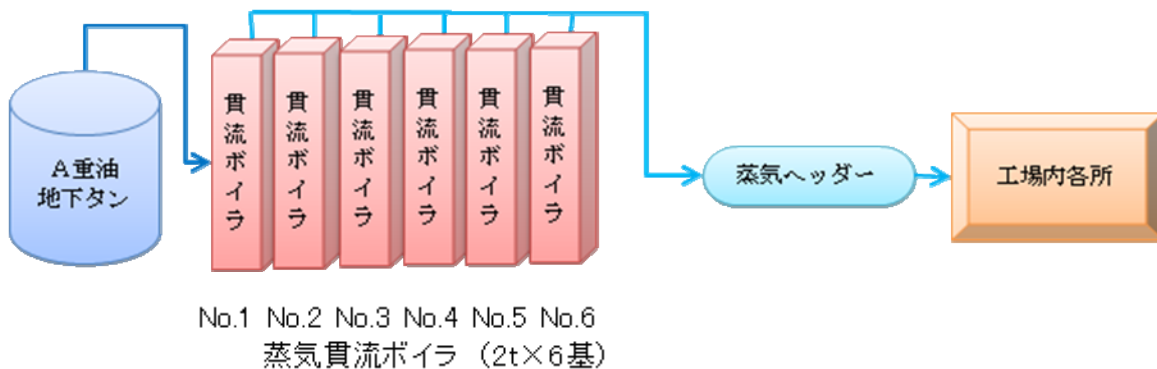 A重油
地下タン
貫流ボイラ
貫流ボイラ
貫流ボイラ
貫流ボイラ
貫流ボイラ
貫流ボイラ
蒸気ヘッダー
工場内各所
No.1 No.2 No.3 No.4 No.5 No.6
蒸気貫流ボイラ（2t×6基）